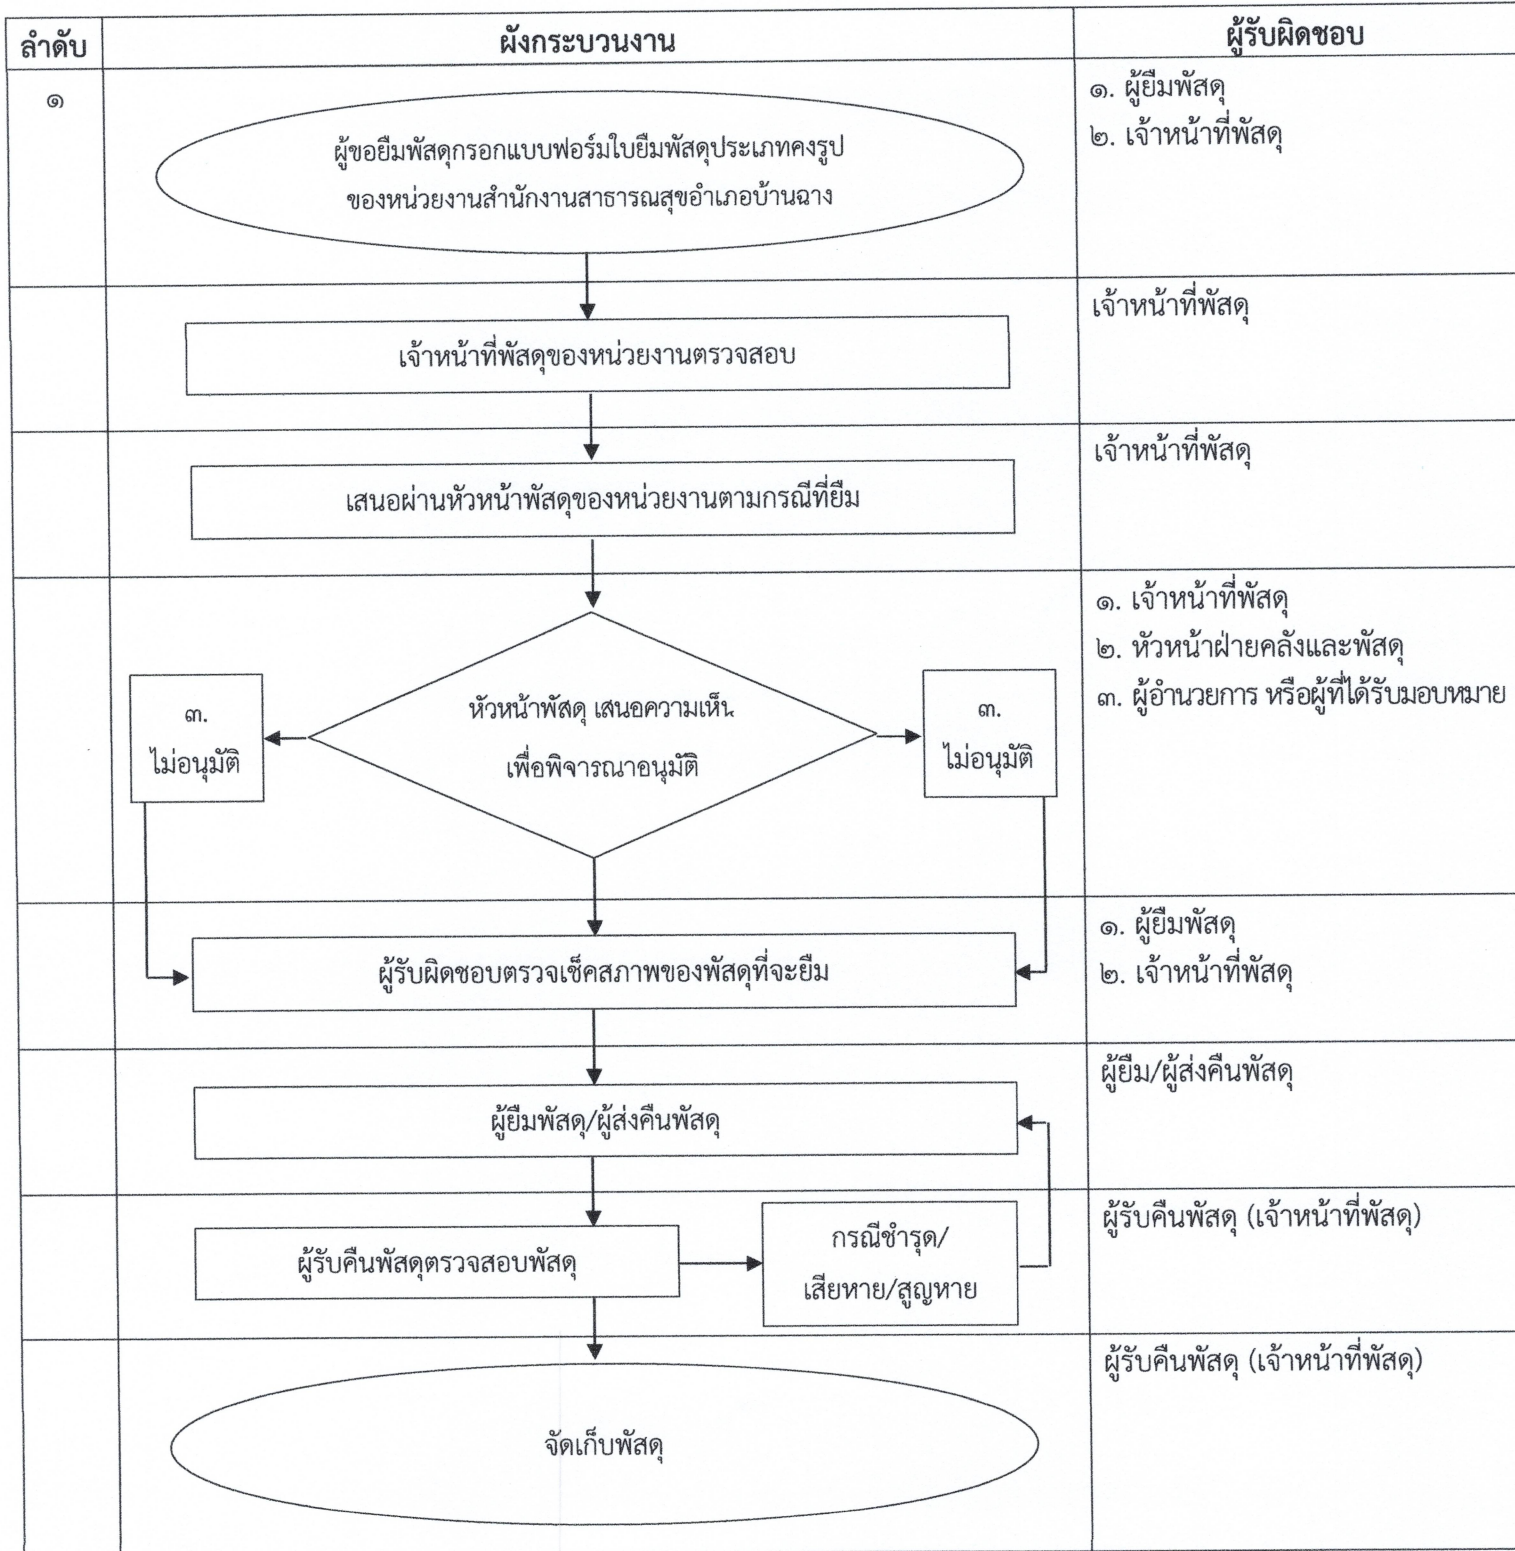 ลำดับ
ผังกระบวนงาน
ผู้รับผิดชอบ
๑
ผู้ขอยืมพัสดุกรอกแบบฟอร์มใบยืมพัสดุประเภทคงรูป
ของหน่วยงานสำนักงานสาธารณสุขอำเภอบ้านฉาง
๑. ผู้ยืมพัสดุ
๒. เจ้าหน้าที่พัสดุ
เจ้าหน้าที่พัสดุของหน่วยงานตรวจสอบ
เจ้าหน้าที่พัสดุ
เสนอผ่านหัวหน้าพัสดุของหน่วยงานตามกรณีที่ยืม
เจ้าหน้าที่พัสดุ
๓.
ไม่อนุมัติ
หัวหน้าพัสดุ เสนอความเห็น
เพื่อพิจารณาอนุมัติ
๓.
ไม่อนุมัติ
๑. เจ้าหน้าที่พัสดุ
๒. หัวหน้าฝ่ายคลังและพัสดุ
๓. ผู้อำนวยการ หรือผู้ที่ได้รับมอบหมาย
ผู้รับผิดชอบตรวจเช็คสภาพของพัสดุที่จะยืม
๑. ผู้ยืมพัสดุ
๒. เจ้าหน้าที่พัสดุ
ผู้ยืมพัสดุ/ผู้ส่งคืนพัสดุ
ผู้ยืม/ผู้ส่งคืนพัสดุ
ผู้รับคืนพัสดุตรวจสอบพัสดุ
กรณีชำรุด/
เสียหาย/สูญหาย
ผู้รับคืนพัสดุ (เจ้าหน้าที่พัสดุ)
จัดเก็บพัสดุ
ผู้รับคืนพัสดุ (เจ้าหน้าที่พัสดุ)